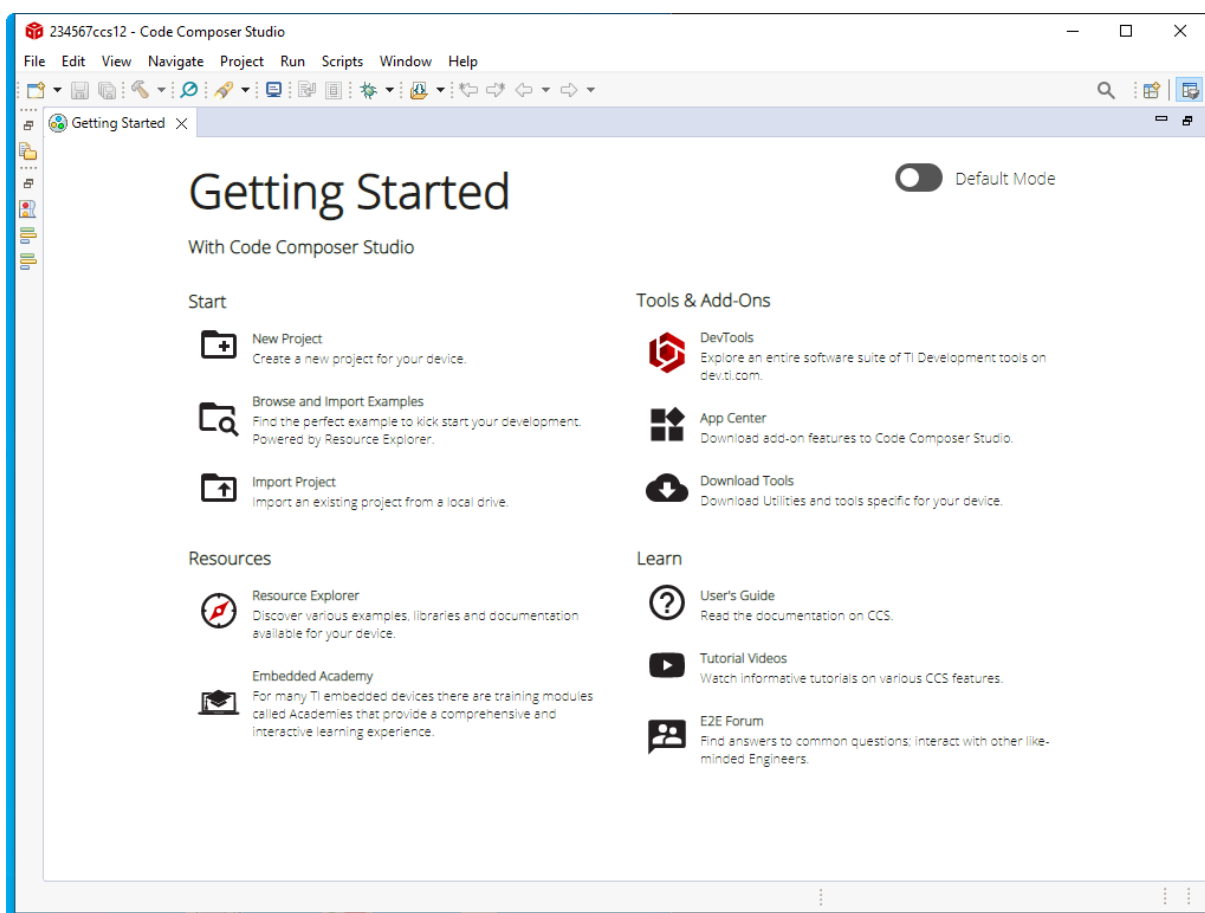 234567ccs12 - Code Composer Studio
File Edit View Navigate Project Run Scripts Window Help
Getting Started
Getting Started
Default Mode
With Code Composer Studio
Start
New Project
Create a new project for your device.
Browse and Import Examples
Find the perfect example to kick start your development.
Powered by Resource Explorer.
Import Project
Import an existing project from a local drive.
Tools & Add-Ons
DevTools
Explore an entire software suite of TI Development tools on
dev.ti.com.
App Center
Download add-on features to Code Composer Studio.
Download Tools
Download Utilities and tools specific for your device.
Resources
Resource Explorer
Discover various examples, libraries and documentation
available for your device.
Embedded Academy
For many TI embedded devices there are training modules
called Academies that provide a comprehensive and
interactive learning experience.
Learn
User's Guide
Read the documentation on CCS.
Tutorial Videos
Watch informative tutorials on various CCS features.
E2E Forum
Find answers to common questions; interact with other like-
minded Engineers.